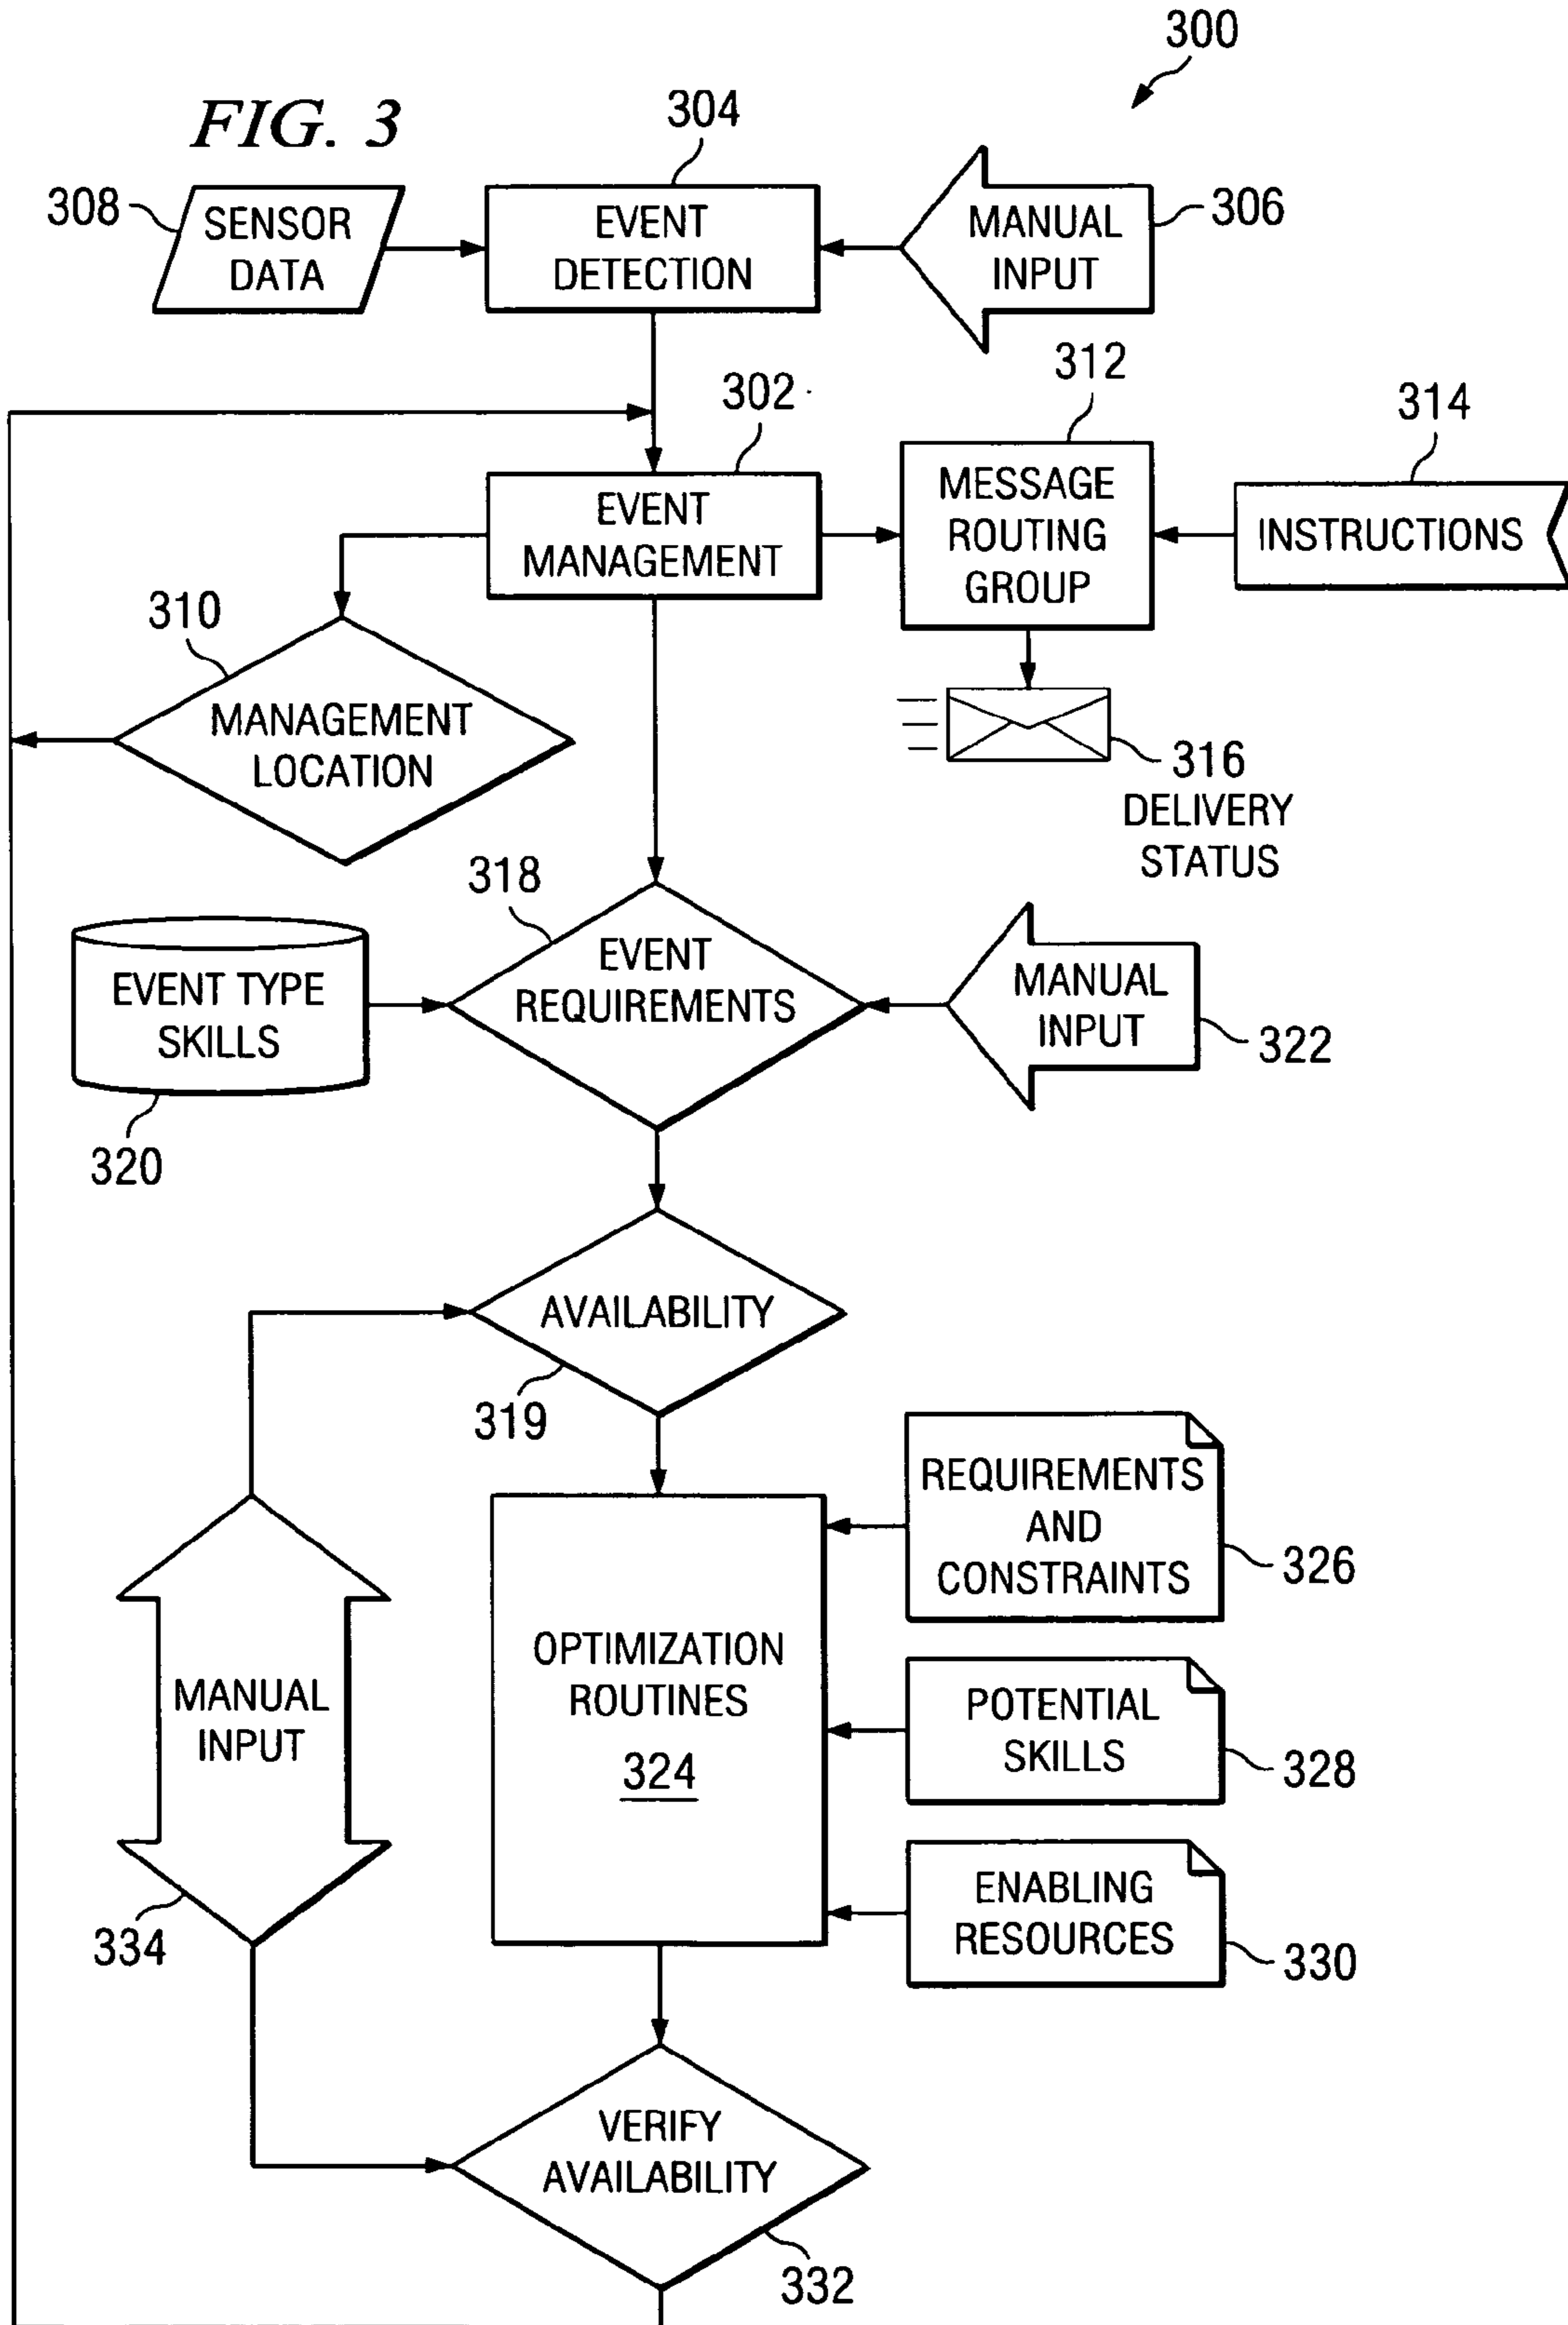 300
FIG. 3
304
308
SENSOR
DATA
EVENT
DETECTION
MANUAL
INPUT
306
312
302
314
EVENT
MANAGEMENT
MESSAGE
ROUTING
GROUP
INSTRUCTIONS
310
MANAGEMENT
LOCATION
316
DELIVERY
STATUS
318
EVENT TYPE
SKILLS
EVENT
REQUIREMENTS
MANUAL
INPUT
322
320
AVAILABILITY
319
REQUIREMENTS
AND
CONSTRAINTS
326
OPTIMIZATION
ROUTINES
324
MANUAL
INPUT
POTENTIAL
SKILLS
328
334
ENABLING
RESOURCES
330
VERIFY
AVAILABILITY
332